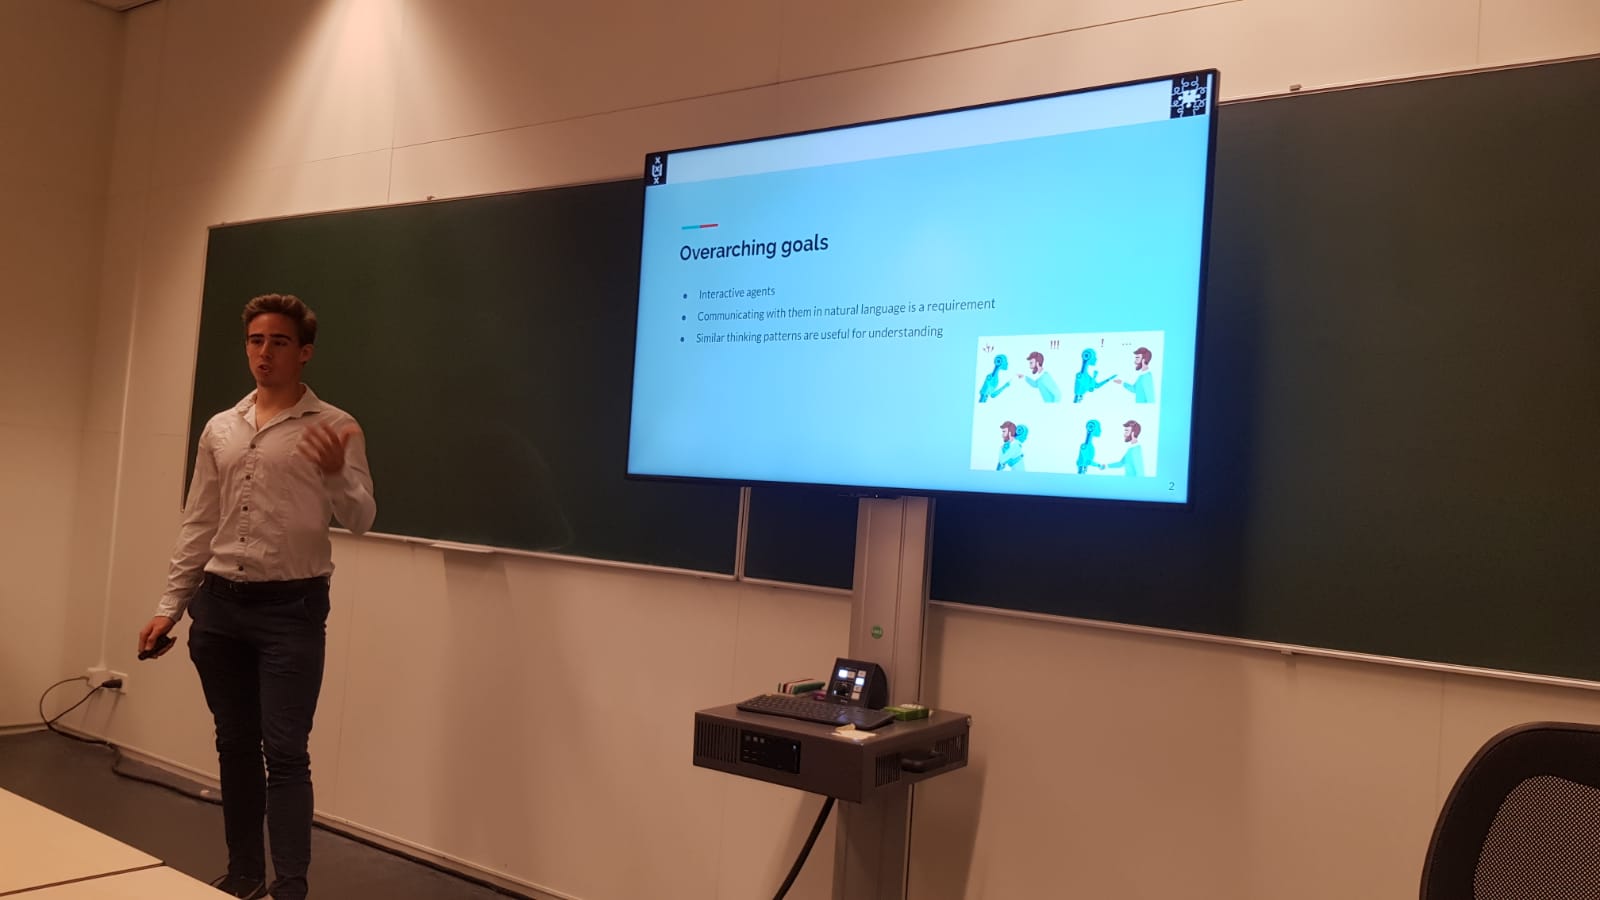 Overarching goals
Interactive agents
Communicating with them in natural language is a requirement
Similar thinking patterns are useful for understanding
!!!
!
...
2